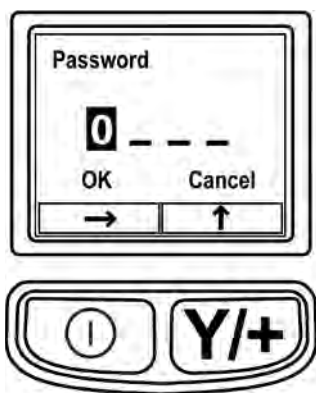 Password
0 _ _ _
OK Cancel
→ ↑
Y/+